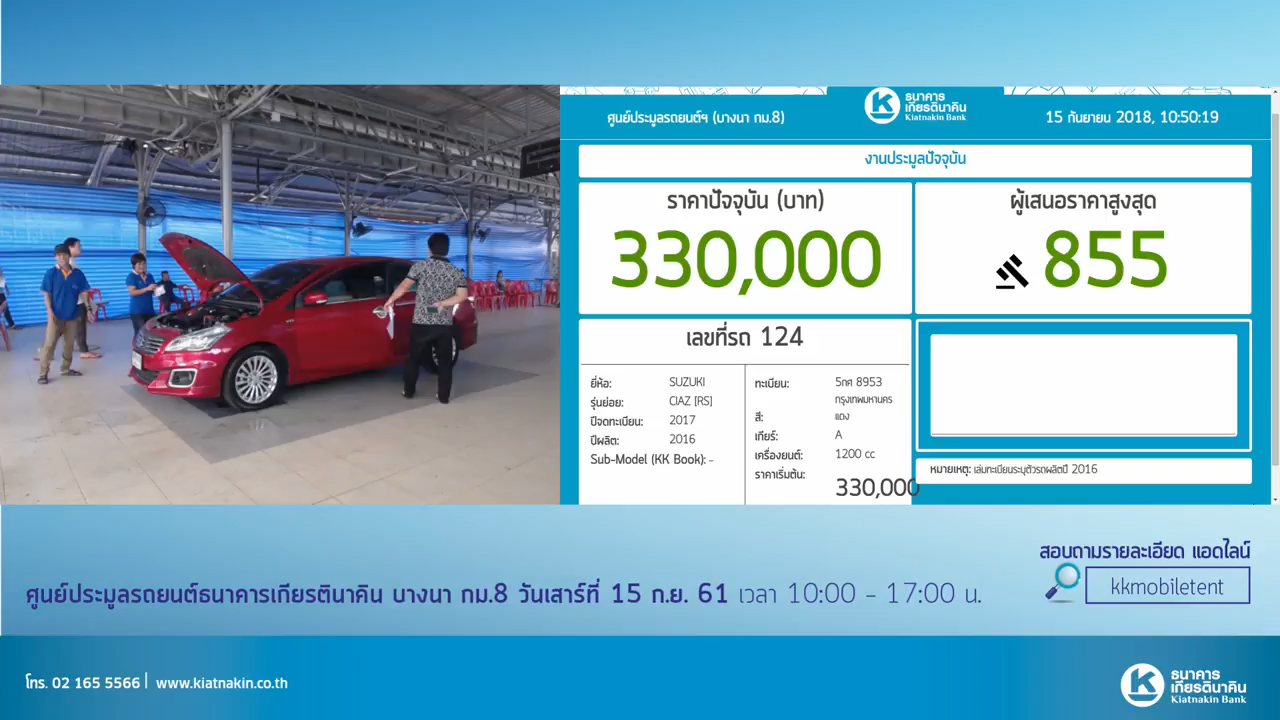 ศูนย์ประมูลรถยนต์ฯ (บางนา กม.8)
ธนาคาร
เกียรตินาคิน
Kiatnakin Bank
15 กันยายน 2018, 10:50:19
งานประมูลปัจจุบัน
ราคาปัจจุบัน (บาท)
330,000
ผู้เสนอราคาสูงสุด
855
เลขที่รถ 124
ยี่ห้อ: SUZUKI
รุ่นย่อย: CIAZ [RS]
ปีจดทะเบียน: 2017
ปีผลิต: 2016
Sub-Model (KK Book): -
ทะเบียน: 5กศ 8953
กรุงเทพมหานคร
สี: แดง
เกียร์: A
เครื่องยนต์: 1200 cc
ราคาเริ่มต้น: 330,000
หมายเหตุ: เล่มทะเบียนระบุตัวรถผลิตปี 2016
สอบถามรายละเอียด แอดไลน์
kkmobiletent
ศูนย์ประมูลรถยนต์ธนาคารเกียรตินาคิน บางนา กม.8 วันเสาร์ที่ 15 ก.ย. 61 เวลา 10:00 - 17:00 น.
โทร. 02 165 5566 | www.kiatnakin.co.th
ธนาคาร
เกียรตินาคิน
Kiatnakin Bank